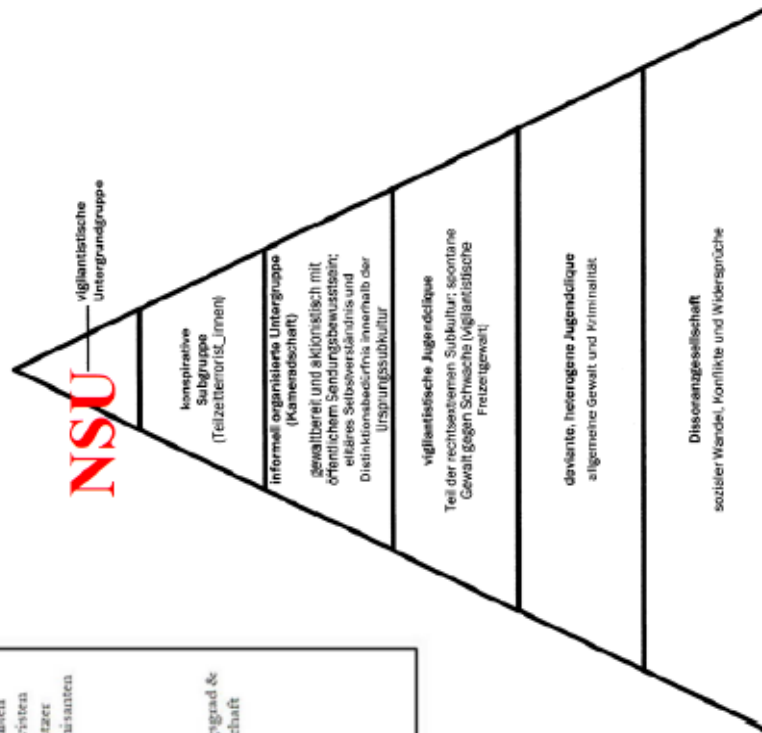 vigilantistische
Untergrundgruppe
NSU
konspirative
Subgruppe
(Teilzeitterrorist_innen)
informell organisierte Untergruppe
(Kameradschaft)
gewaltbereit und aktionistisch mit
öffentlichem Sendungsbewusstsein;
elitäres Selbstverständnis und
Distinktionsbedürfnis innerhalb der
Ursprungssubkultur
vigilantistische Jugendclique
Teil der rechtsextremen Subkultur; spontane
Gewalt gegen Schwache (vigilantistische
Freizeitgewalt)
deviante, heterogene Jugendclique
allgemeine Gewalt und Kriminalität
Dissonanzgesellschaft
sozialer Wandel, Konflikte und Widersprüche